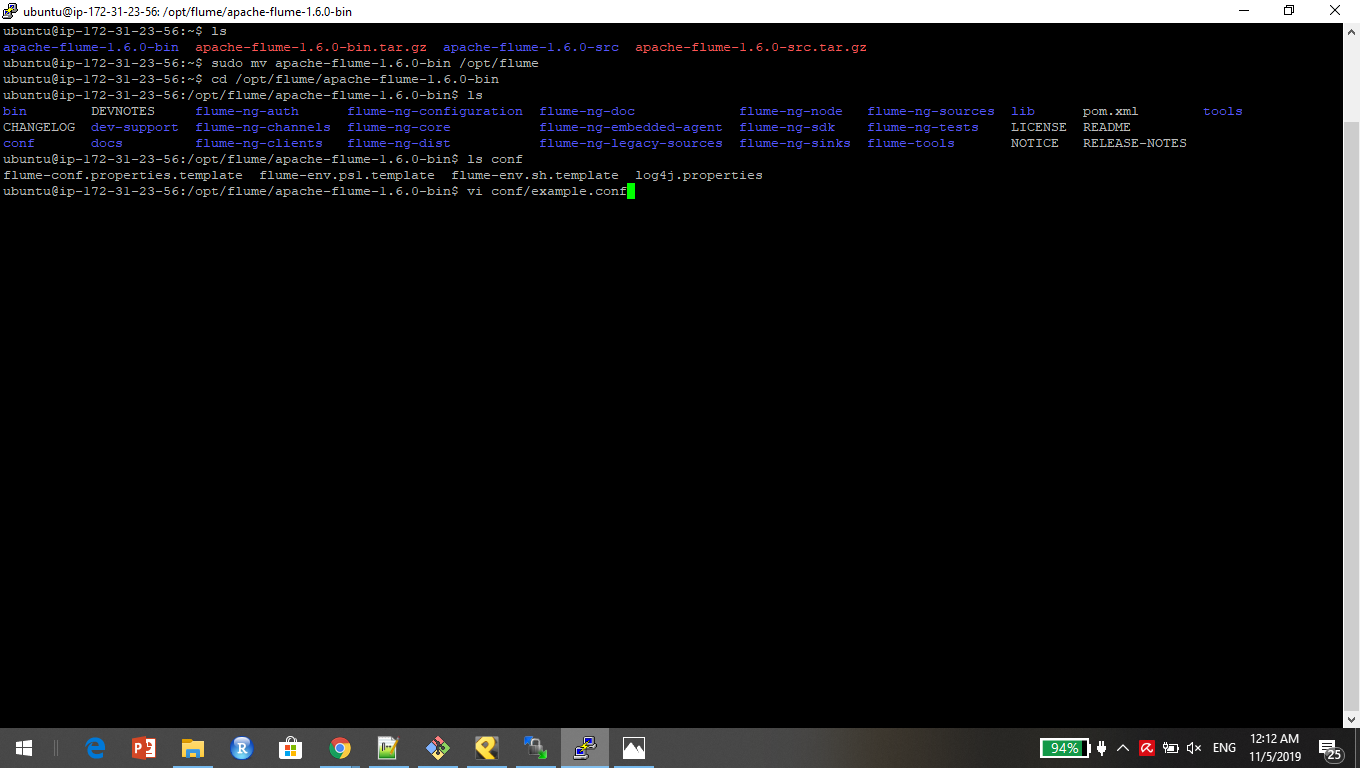 ubuntu@ip-172-31-23-56: /opt/flume/apache-flume-1.6.0-bin
ubuntu@ip-172-31-23-56:~$ ls
apache-flume-1.6.0-bin  apache-flume-1.6.0-bin.tar.gz  apache-flume-1.6.0-src  apache-flume-1.6.0-src.tar.gz
ubuntu@ip-172-31-23-56:~$ sudo mv apache-flume-1.6.0-bin /opt/flume
ubuntu@ip-172-31-23-56:~$ cd /opt/flume/apache-flume-1.6.0-bin
ubuntu@ip-172-31-23-56:/opt/flume/apache-flume-1.6.0-bin$ ls
bin        DEVNOTES     flume-ng-auth      flume-ng-configuration  flume-ng-doc             flume-ng-node   flume-ng-sources  lib      pom.xml        tools
CHANGELOG  dev-support  flume-ng-channels  flume-ng-core           flume-ng-embedded-agent  flume-ng-sdk    flume-ng-tests    LICENSE  README
conf       docs         flume-ng-clients   flume-ng-dist           flume-ng-legacy-sources  flume-ng-sinks  flume-tools       NOTICE   RELEASE-NOTES
ubuntu@ip-172-31-23-56:/opt/flume/apache-flume-1.6.0-bin$ ls conf
flume-conf.properties.template  flume-env.ps1.template  flume-env.sh.template  log4j.properties
ubuntu@ip-172-31-23-56:/opt/flume/apache-flume-1.6.0-bin$ vi conf/example.conf
94% ENG 12:12 AM
11/5/2019 25